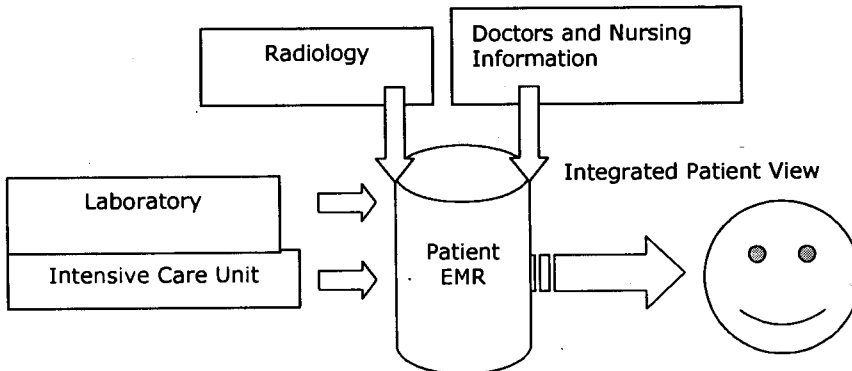 Radiology
Doctors and Nursing
Information
Integrated Patient View
Laboratory
Intensive Care Unit
Patient
EMR